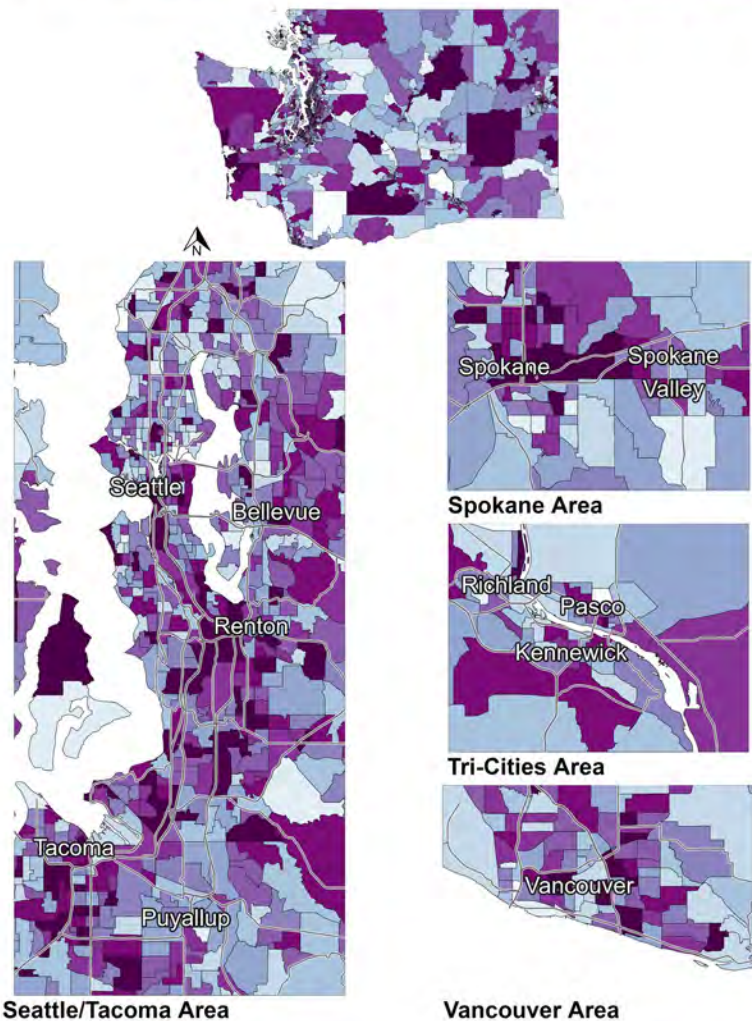 N
Seattle
Bellevue
Renton
Tacoma
Puyallup
Seattle/Tacoma Area
Spokane
Spokane
Valley
Spokane Area
Richland
Pasco
Kennewick
Tri-Cities Area
Vancouver
Vancouver Area